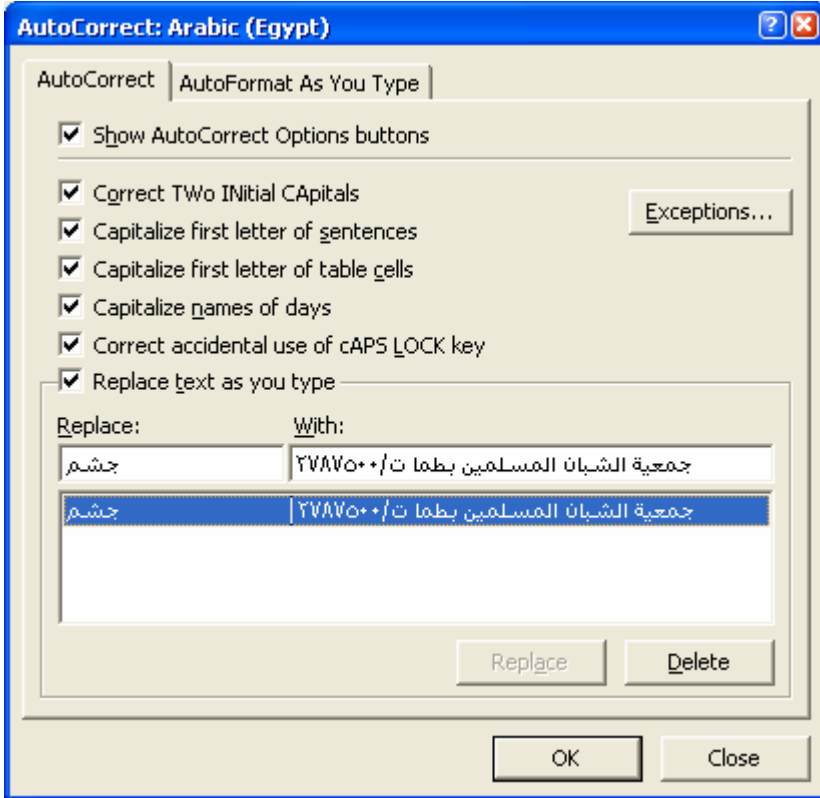 AutoCorrect: Arabic (Egypt)
AutoCorrect
AutoFormat As You Type
Show AutoCorrect Options buttons
Correct TWo INitial CApitals
Exceptions...
Capitalize first letter of sentences
Capitalize first letter of table cells
Capitalize names of days
Correct accidental use of cAPS LOCK key
Replace text as you type
Replace: With:
جشم جمعية الشبان المسلمين بطما ت/٢٧٨٧٥٠٠
جشم جمعية الشبان المسلمين بطما ت/٢٧٨٧٥٠٠
Replace Delete
OK Close